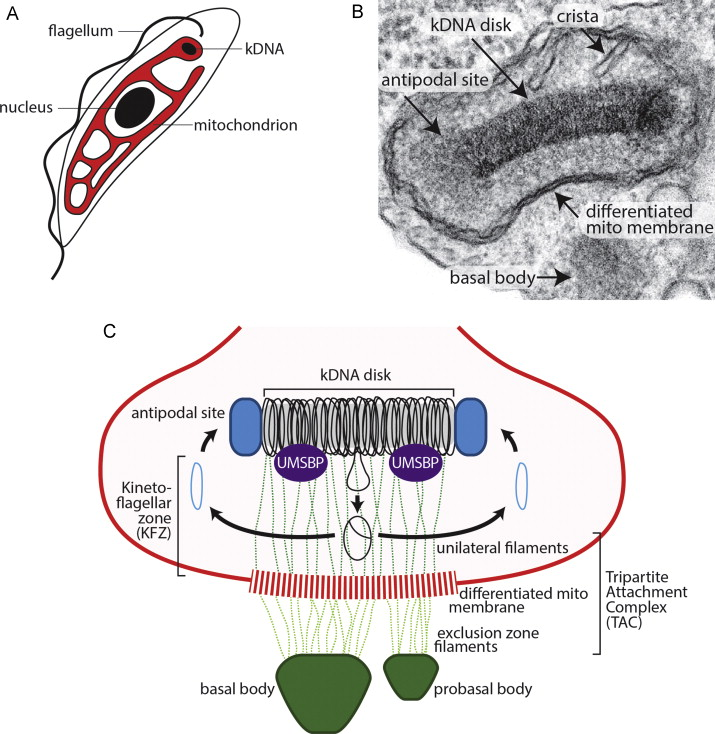 A
flagellum
kDNA
nucleus
mitochondrion
B
kDNA disk
crista
antipodal site
differentiated
mito membrane
basal body
C
kDNA disk
antipodal site
UMSBP
UMSBP
Kineto-
flagellar
zone
(KFZ)
unilateral filaments
differentiated mito
membrane
Tripartite
Attachment
Complex
(TAC)
exclusion zone
filaments
basal body
probasal body